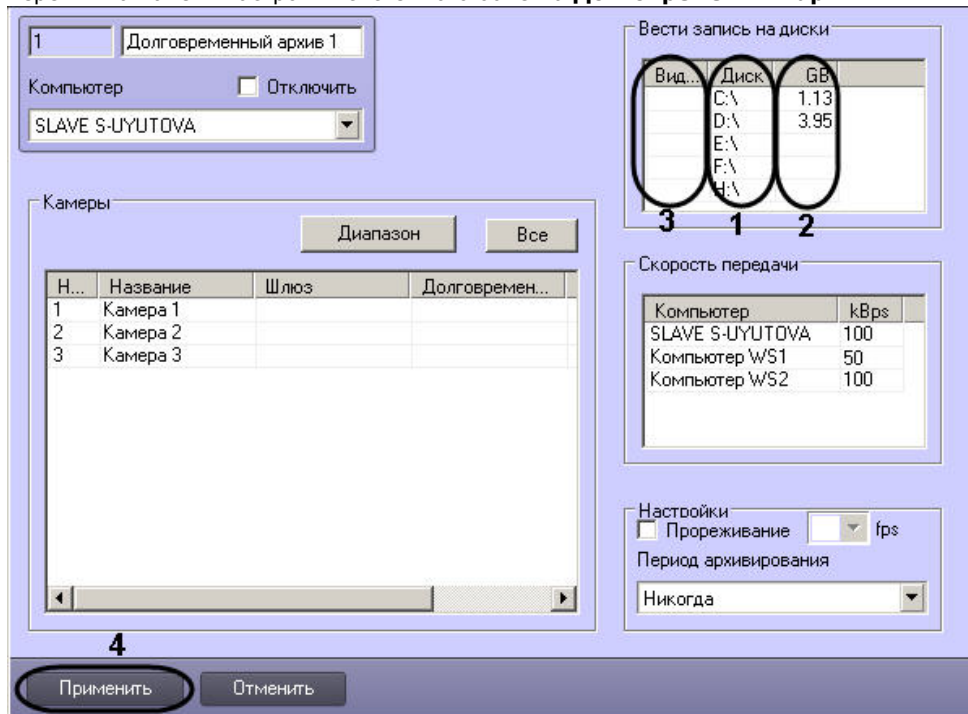 1 Долговременный архив 1
Компьютер Отключить
SLAVE S-UYUTOVA
Вести запись на диски
Вид... Диск GB
C:\ 1.13
D:\ 3.95
E:\
F:\
H:\
3 1 2
Камеры
Диапазон Все
Н... Название Шлюз Долговремен...
1 Камера 1
2 Камера 2
3 Камера 3
Скорость передачи
Компьютер kBps
SLAVE S-UYUTOVA 100
Компьютер WS1 50
Компьютер WS2 100
Настройки
Прореживание fps
Период архивирования
Никогда
4
Применить Отменить